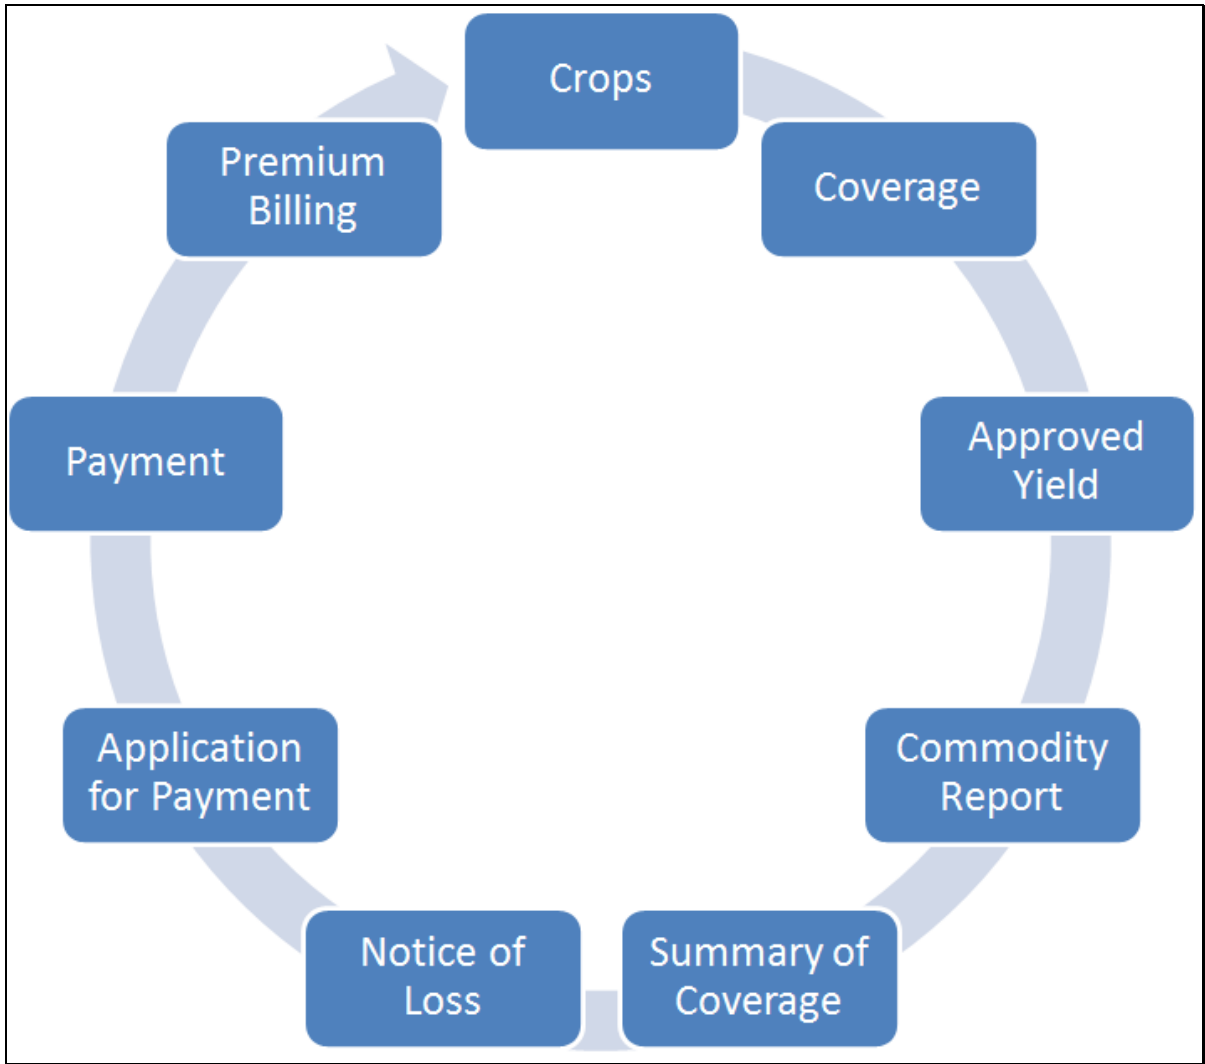 Crops
Coverage
Approved
Yield
Commodity
Report
Summary of
Coverage
Notice of
Loss
Application
for Payment
Payment
Premium
Billing